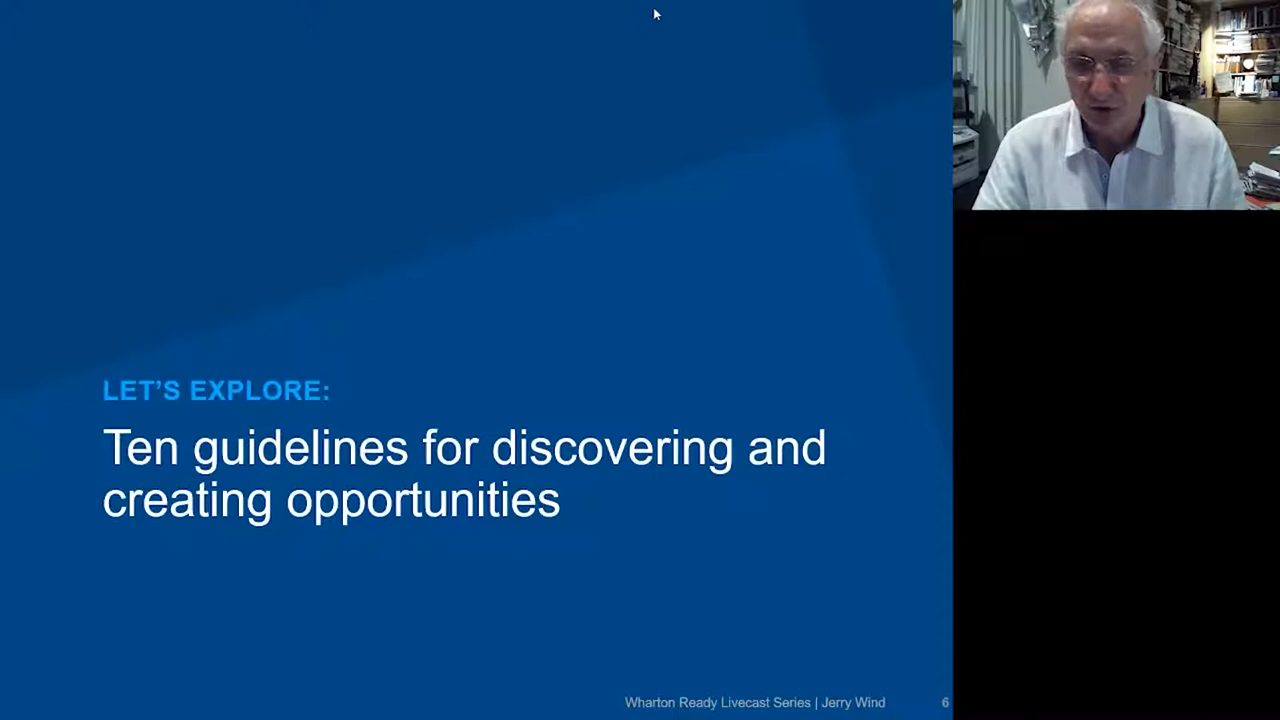 LET’S EXPLORE:
Ten guidelines for discovering and
creating opportunities
Wharton Ready Livecast Series | Jerry Wind
6